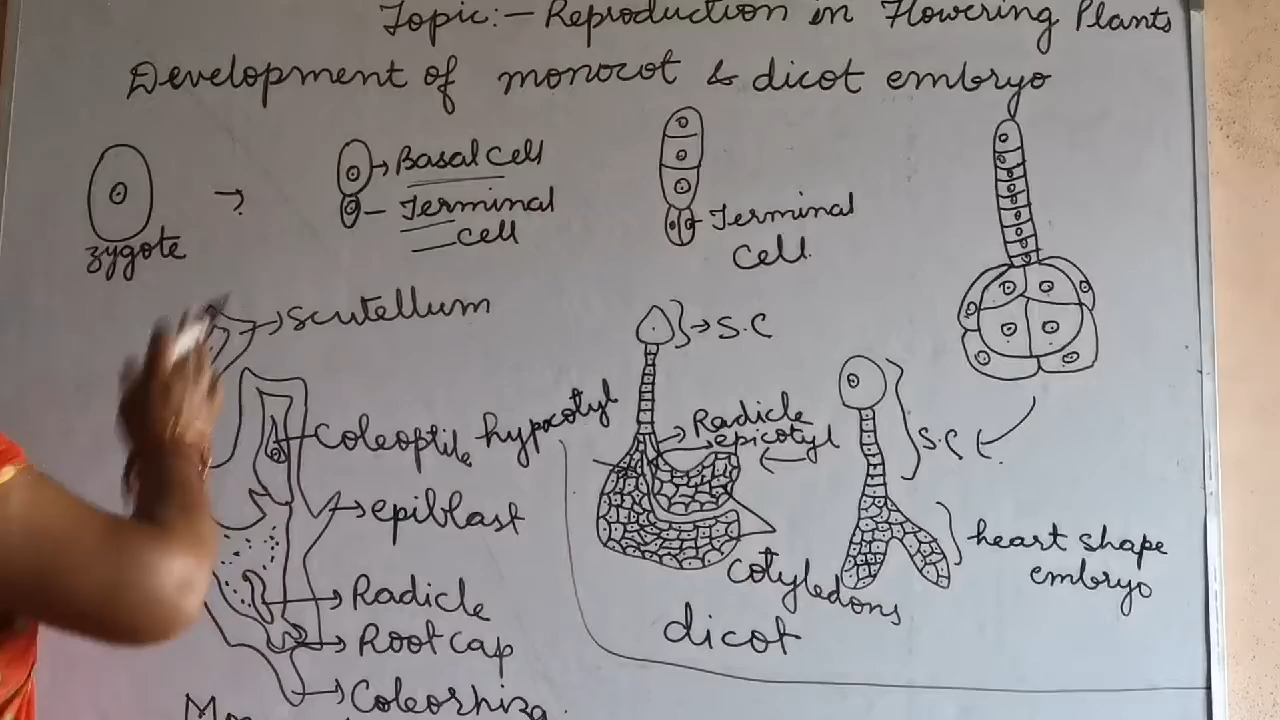 Topic:- Reproduction in Flowering Plants
Development of monocot & dicot embryo
zygote
Basal cell
Terminal
cell
Terminal
cell
scutellum
Coleoptile
epiblast
Radicle
Root cap
Coleorhiza
hypocotyl
S.C
Radicle
epicotyl
cotyledons
dicot
S.C
heart shape
embryo